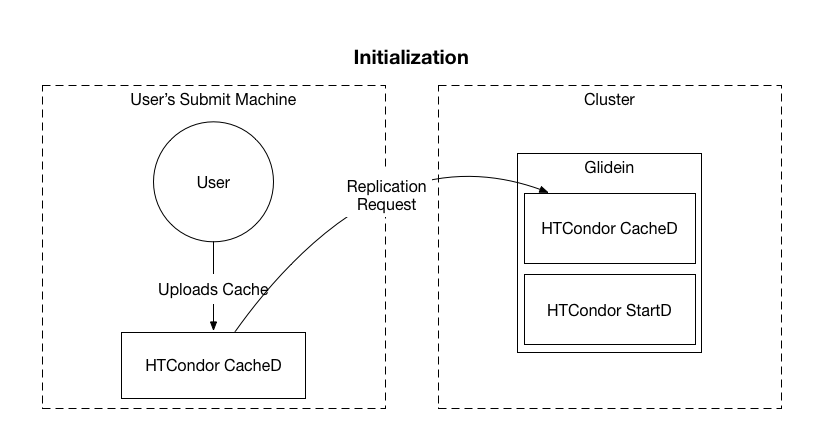 Initialization
User’s Submit Machine
User
Uploads Cache
HTCondor CacheD
Replication
Request
Cluster
Glidein
HTCondor CacheD
HTCondor StartD